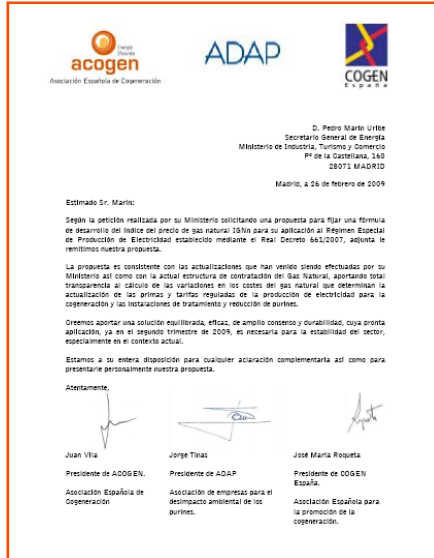 Energía
Eficiente
acogen
Asociación Española de Cogeneración
ADAP
COGEN
España
D. Pedro Marín Uribe
Secretario General de Energía
Ministerio de Industria, Turismo y Comercio
Pº de la Castellana, 160
28071 MADRID
Madrid, a 26 de febrero de 2009
Estimado Sr. Marín:
Según la petición realizada por su Ministerio solicitando una propuesta para fijar una fórmula
de desarrollo del índice del precio de gas natural IGNn para su aplicación al Régimen Especial
de Producción de Electricidad establecido mediante el Real Decreto 661/2007, adjunta le
remitimos nuestra propuesta.
La propuesta es consistente con las actualizaciones que han venido siendo efectuadas por su
Ministerio así como con la actual estructura de contratación del Gas Natural, aportando total
transparencia al cálculo de las variaciones en los costes del gas natural que determinan la
actualización de las primas y tarifas reguladas de la producción de electricidad para la
cogeneración y las instalaciones de tratamiento y reducción de purines.
Creemos aportar una solución equilibrada, eficaz, de amplio consenso y durabilidad, cuya pronta
aplicación, ya en el segundo trimestre de 2009, es necesaria para la estabilidad del sector,
especialmente en el contexto actual.
Estamos a su entera disposición para cualquier aclaración complementaria así como para
presentarle personalmente nuestra propuesta.
Atentamente,
Juan Vila
Jorge Tinas
José María Roqueta
Presidente de ACOGEN.
Presidente de ADAP
Presidente de COGEN
España.
Asociación Española de
Cogeneración
Asociación de empresas para el
desimpacto ambiental de los
purines.
Asociación Española para
la promoción de la
cogeneración.